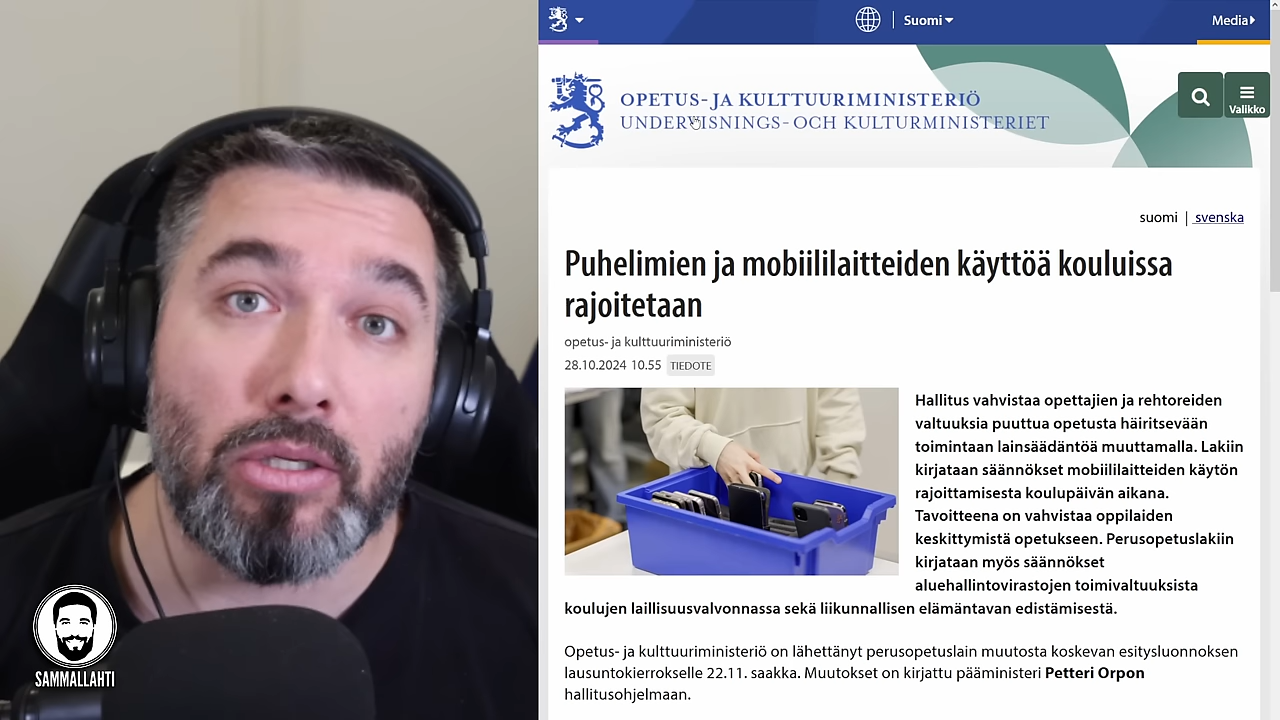 Suomi
Media
OPETUS- JA KULTTUURIMINISTERIÖ
UNDERVISNINGS- OCH KULTURMINISTERIET
Valikko
suomi | svenska
Puhelimien ja mobiililaitteiden käyttöä kouluissa
rajoitetaan
opetus- ja kulttuuriministeriö
28.10.2024 10.55 TIEDOTE
Hallitus vahvistaa opettajien ja rehtoreiden
valtuuksia puuttua opetusta häiritsevään
toimintaan lainsäädäntöä muuttamalla. Lakiin
kirjataan säännökset mobiililaitteiden käytön
rajoittamisesta koulupäivän aikana.
Tavoitteena on vahvistaa oppilaiden
keskittymistä opetukseen. Perusopetuslakiin
kirjataan myös säännökset
aluehallintovirastojen toimivaltuuksista
koulujen laillisuusvalvonnassa sekä liikunnallisen elämäntavan edistämisestä.
Opetus- ja kulttuuriministeriö on lähettänyt perusopetuslain muutosta koskevan esitysluonnoksen
lausuntokierrokselle 22.11. saakka. Muutokset on kirjattu pääministeri Petteri Orpon
hallitusohjelmaan.
SAMMALLAHTI